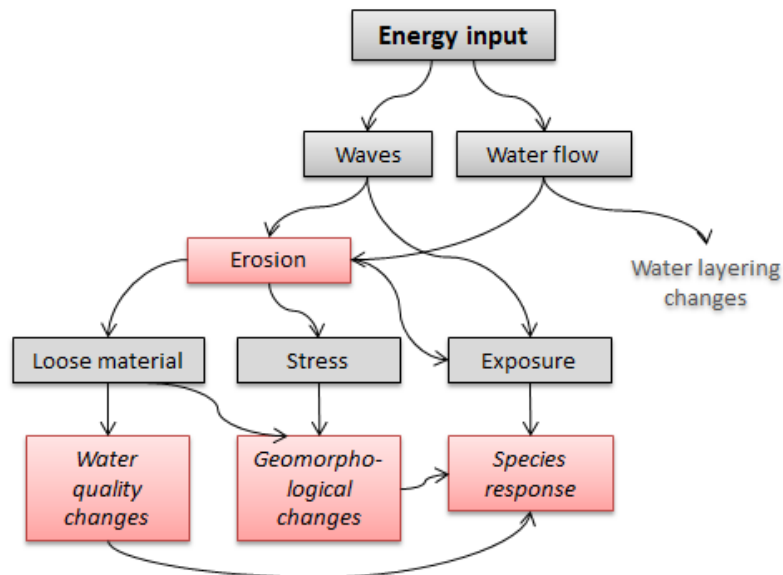 Energy input
Waves
Water flow
Erosion
Water layering
changes
Loose material
Stress
Exposure
Water
quality
changes
Geomorpho-
logical
changes
Species
response